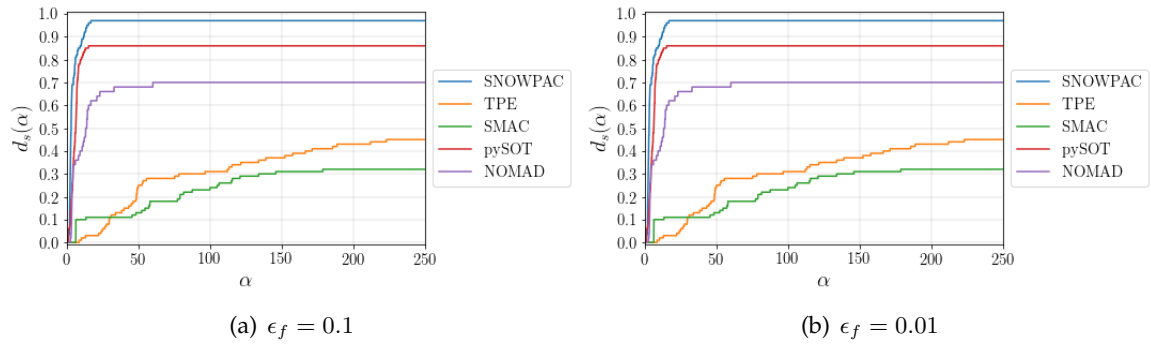 1.0
0.9
0.8
0.7
0.6
0.5
0.4
0.3
0.2
0.1
0.0
d_s(α)
0 50 100 150 200 250
α
SNOWPAC
TPE
SMAC
pySOT
NOMAD
(a) ϵ_f = 0.1
1.0
0.9
0.8
0.7
0.6
0.5
0.4
0.3
0.2
0.1
0.0
d_s(α)
0 50 100 150 200 250
α
SNOWPAC
TPE
SMAC
pySOT
NOMAD
(b) ϵ_f = 0.01